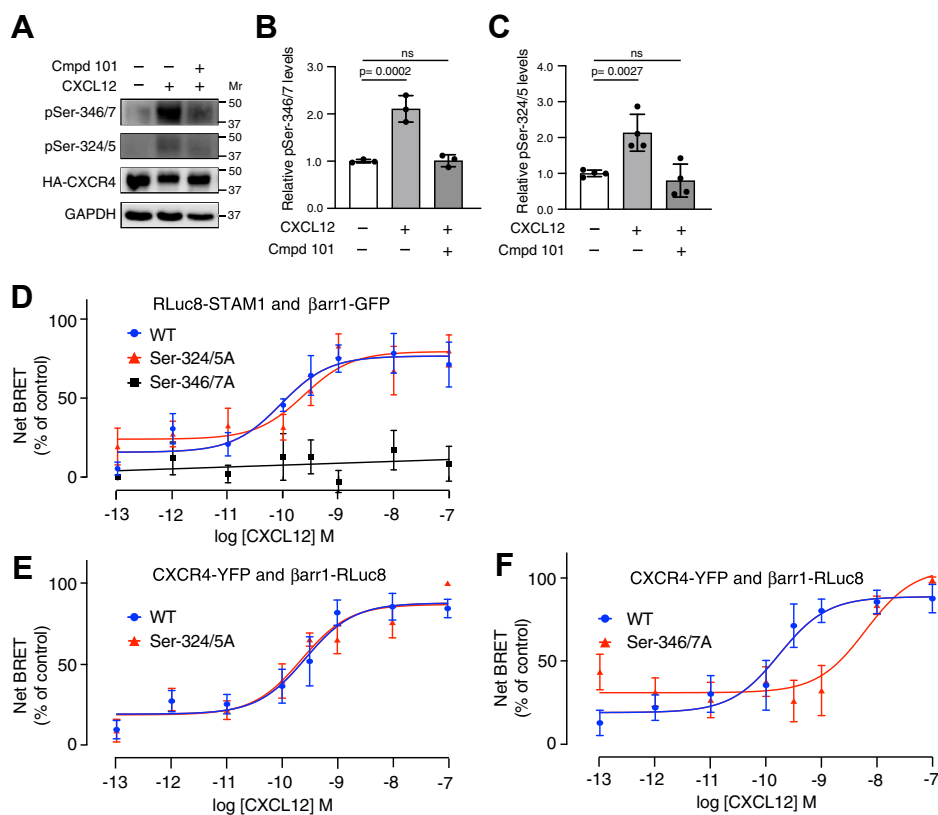 A
Cmpd 101 − − +
CXCL12 − + + Mr
pSer-346/7 50
37
pSer-324/5 50
37
HA-CXCR4 50
37
GAPDH 37
B
Relative pSer-346/7 levels
3.0
2.0
1.0
0.0
ns
p= 0.0002
CXCL12 − + +
Cmpd 101 − − +
C
Relative pSer-324/5 levels
4.0
3.0
2.0
1.0
0.0
ns
p= 0.0027
CXCL12 − + +
Cmpd 101 − − +
D
RLuc8-STAM1 and βarr1-GFP
WT
Ser-324/5A
Ser-346/7A
Net BRET
(% of control)
100
50
0
-13 -12 -11 -10 -9 -8 -7
log [CXCL12] M
E
CXCR4-YFP and βarr1-RLuc8
WT
Ser-324/5A
Net BRET
(% of control)
100
50
0
-13 -12 -11 -10 -9 -8 -7
log [CXCL12] M
F
CXCR4-YFP and βarr1-RLuc8
WT
Ser-346/7A
Net BRET
(% of control)
100
50
0
-13 -12 -11 -10 -9 -8 -7
log [CXCL12] M